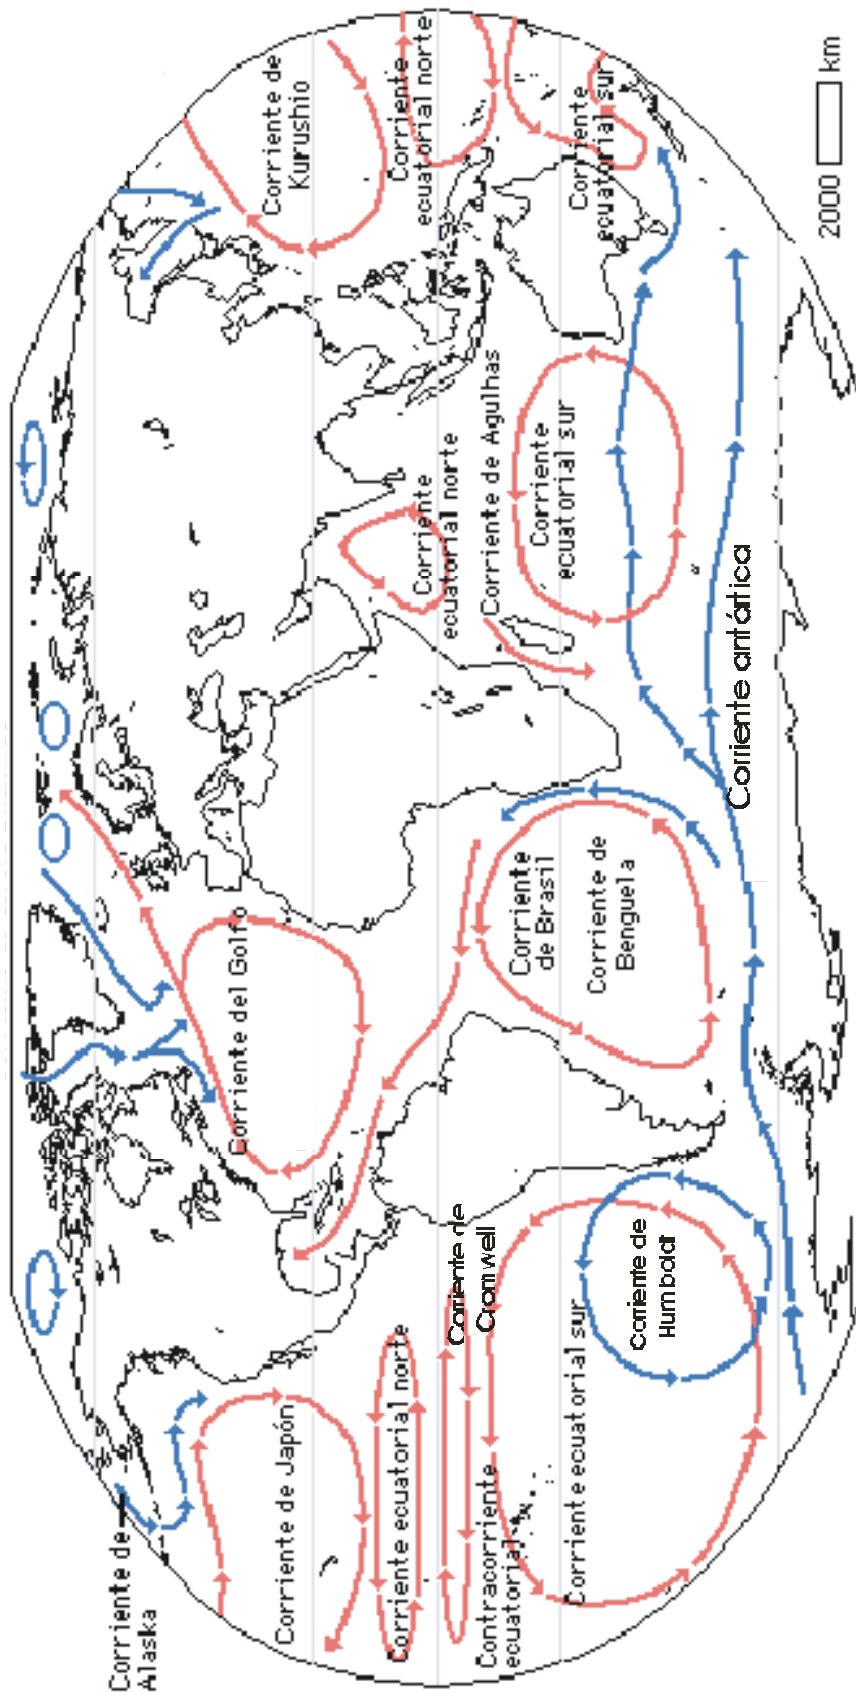 Corriente de
Alaska
Corriente de Japón
Corriente ecuatorial norte
Contracorriente
ecuatorial
Corriente ecuatorial sur
Corriente de
Cromwell
Corriente de
Humboldt
Corriente del Golfo
Corriente
de Brasil
Corriente de
Benguela
Corriente antártica
Corriente
ecuatorial norte
Corriente de Agulhas
Corriente
ecuatorial sur
Corriente de
Kurushio
Corriente
ecuatorial norte
Corriente
ecuatorial sur
2000 km